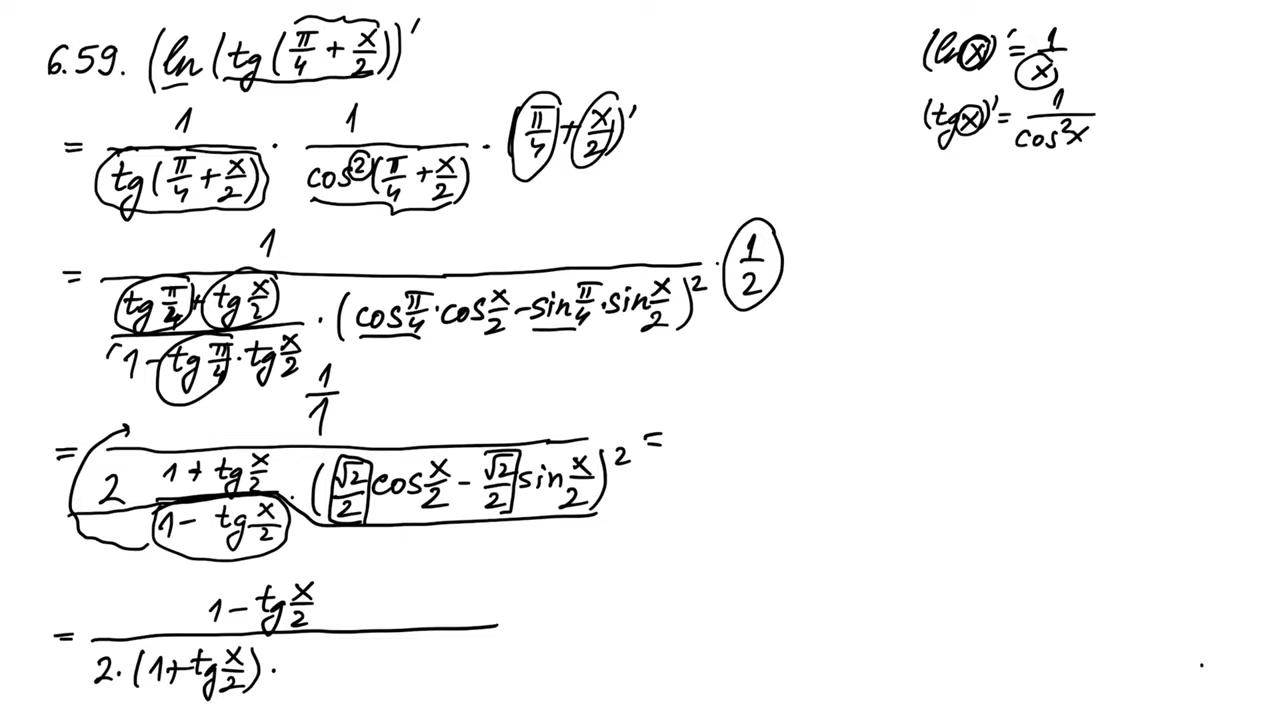 6.59. (ln(tg(π/4 + x/2))'
= 1/tg(π/4 + x/2) · 1/cos²(π/4 + x/2) · (π/4 + x/2)'
= 1/((tg π/4 + tg x/2)/(1 - tg π/4 · tg x/2) · (cos π/4 · cos x/2 - sin π/4 · sin x/2)²) · 1/2
= (1/1)/(2 (1 + tg x/2)/(1 - tg x/2) · (√2/2 cos x/2 - √2/2 sin x/2)²) =
= (1 - tg x/2)/(2 · (1 + tg x/2) ·
(ln x)' = 1/x
(tg x)' = 1/cos²x